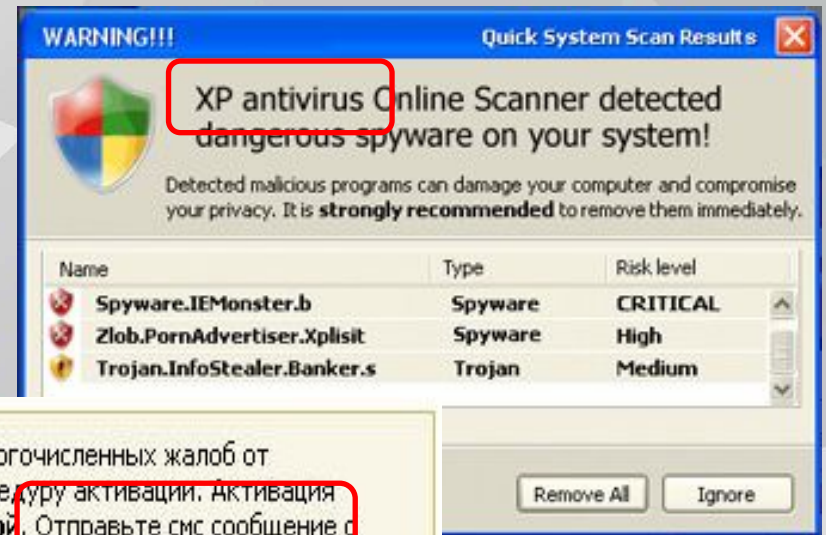 WARNING!!!
Quick System Scan Results
XP antivirus Online Scanner detected
dangerous spyware on your system!
Detected malicious programs can damage your computer and compromise
your privacy. It is strongly recommended to remove them immediately.
Name Type Risk level
Spyware.IEMonster.b Spyware CRITICAL
Zlob.PornAdvertiser.Xplisit Spyware High
Trojan.InfoStealer.Banker.s Trojan Medium
Remove All Ignore
жалоб от
активации. Активация
Отправьте смс сообщение с